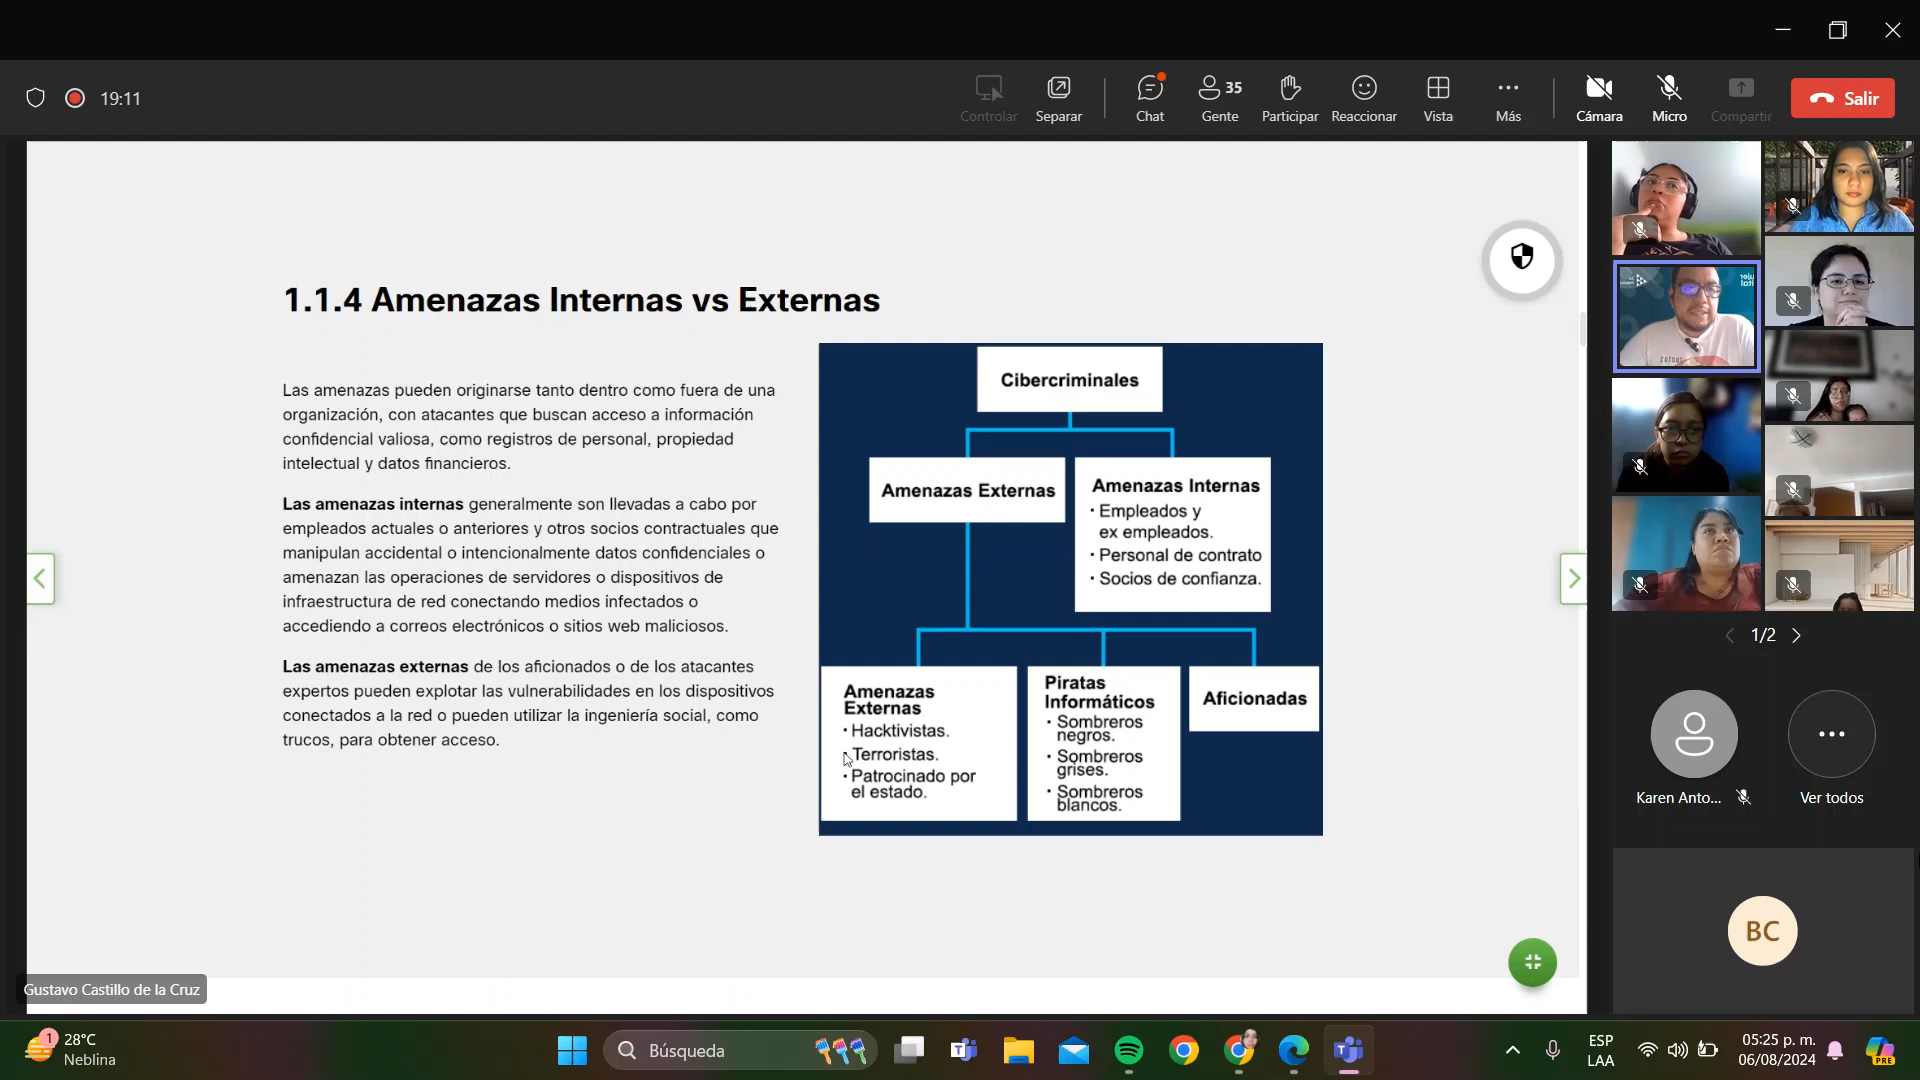 19:11
Controlar
Separar
Chat
35
Gente
Participar
Reaccionar
Vista
Más
Cámara
Micro
Compartir
Salir
1.1.4 Amenazas Internas vs Externas
Las amenazas pueden originarse tanto dentro como fuera de una
organización, con atacantes que buscan acceso a información
confidencial valiosa, como registros de personal, propiedad
intelectual y datos financieros.
Las amenazas internas generalmente son llevadas a cabo por
empleados actuales o anteriores y otros socios contractuales que
manipulan accidental o intencionalmente datos confidenciales o
amenazan las operaciones de servidores o dispositivos de
infraestructura de red conectando medios infectados o
accediendo a correos electrónicos o sitios web maliciosos.
Las amenazas externas de los aficionados o de los atacantes
expertos pueden explotar las vulnerabilidades en los dispositivos
conectados a la red o pueden utilizar la ingeniería social, como
trucos, para obtener acceso.
Cibercriminales
Amenazas Externas
Amenazas Internas
· Empleados y
ex empleados.
· Personal de contrato
· Socios de confianza.
Amenazas
Externas
· Hacktivistas.
· Terroristas.
· Patrocinado por
el estado.
Piratas
Informáticos
· Sombreros
negros.
· Sombreros
grises.
· Sombreros
blancos.
Aficionadas
Gustavo Castillo de la Cruz
1/2
Karen Anto...
Ver todos
BC
1
28°C
Neblina
Búsqueda
ESP
LAA
05:25 p. m.
06/08/2024
PRE